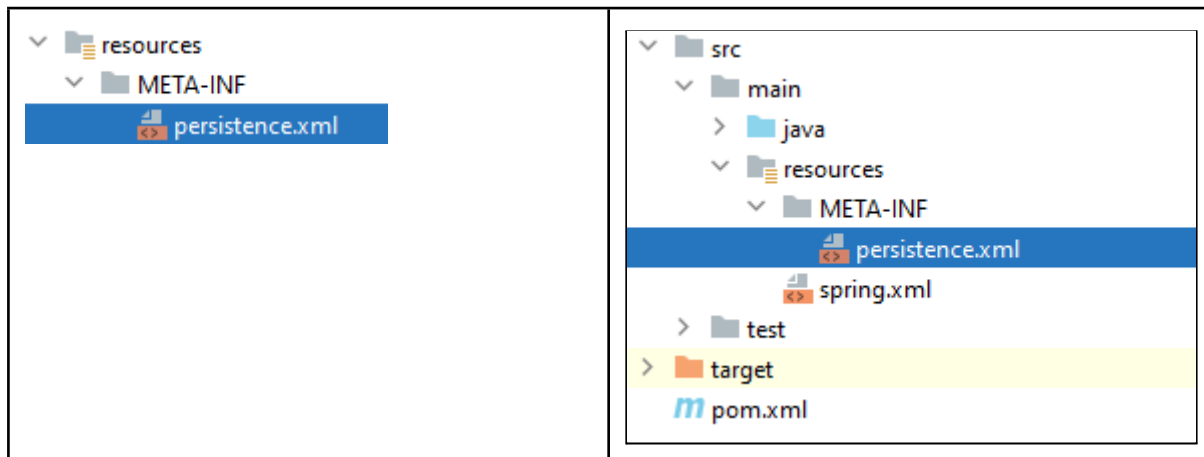 resources
META-INF
persistence.xml
src
main
java
resources
META-INF
persistence.xml
spring.xml
test
target
m pom.xml